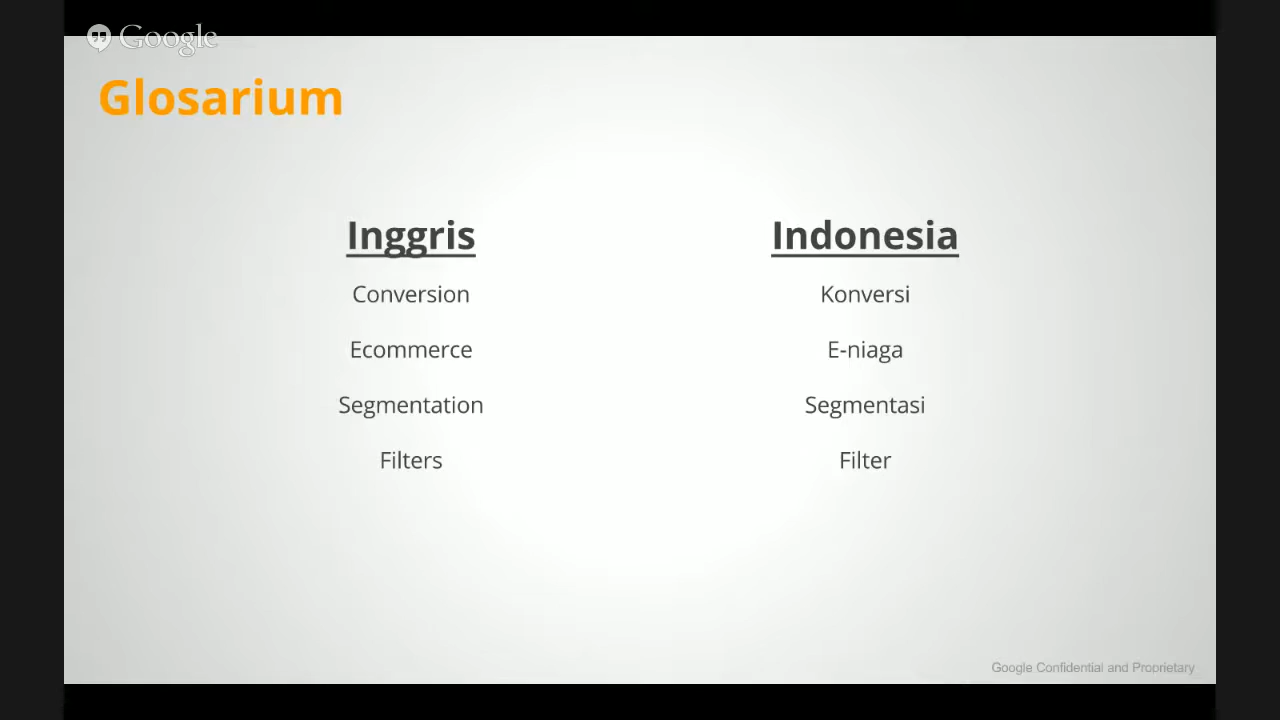 Google
Glosarium
Inggris Indonesia
Conversion Konversi
Ecommerce E-niaga
Segmentation Segmentasi
Filters Filter
Google Confidential and Proprietary